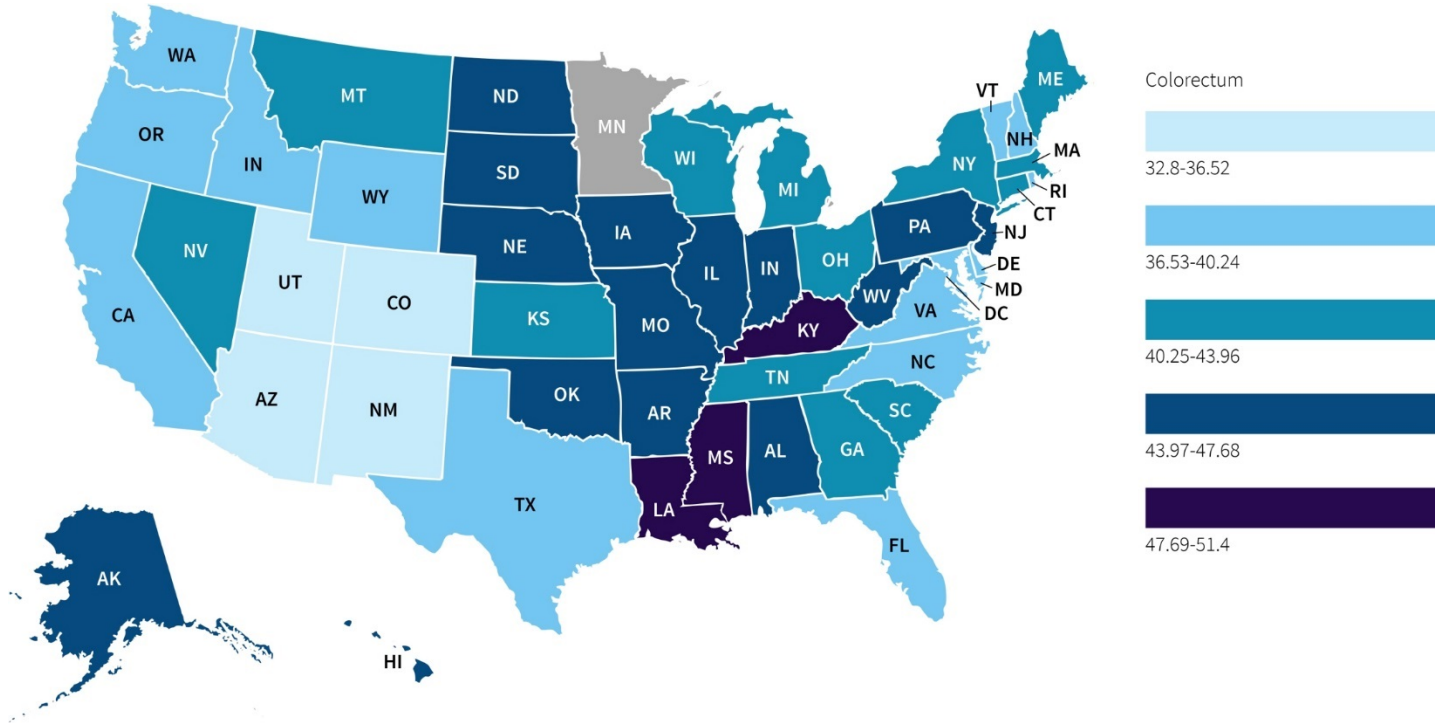 WA
MT
ND
MN
ME
VT
NH
OR
IN
SD
WI
MI
NY
MA
RI
CT
WY
NE
IA
PA
NJ
NV
UT
CO
KS
MO
IL
IN
OH
WV
DE
MD
DC
VA
CA
KY
NC
AZ
NM
OK
AR
TN
SC
TX
LA
MS
AL
GA
FL
AK
HI
Colorectum
32.8-36.52
36.53-40.24
40.25-43.96
43.97-47.68
47.69-51.4